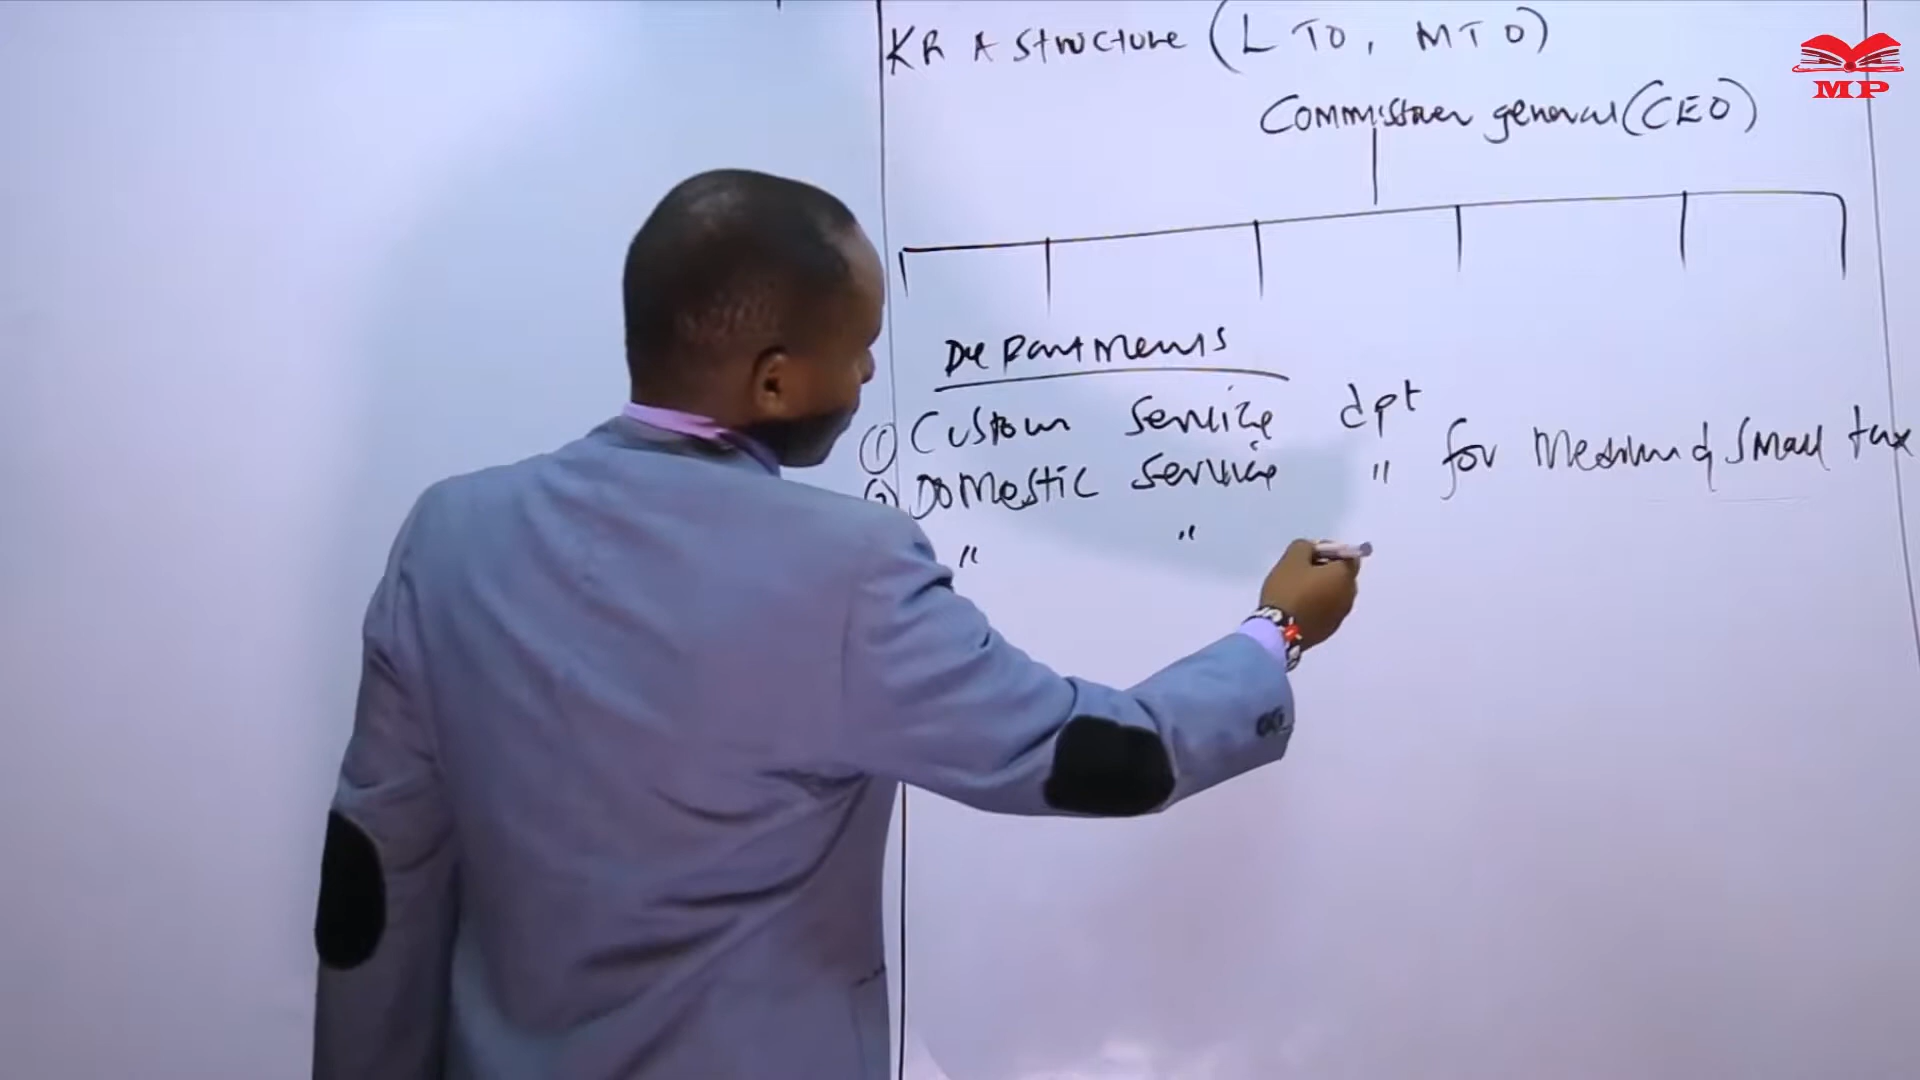 KRA Structure (LTO, MTO)
MP
Commissioner general (CEO)
Departments
① Custom Service dpt
② Domestic Service " for Medium & Small tax
" "